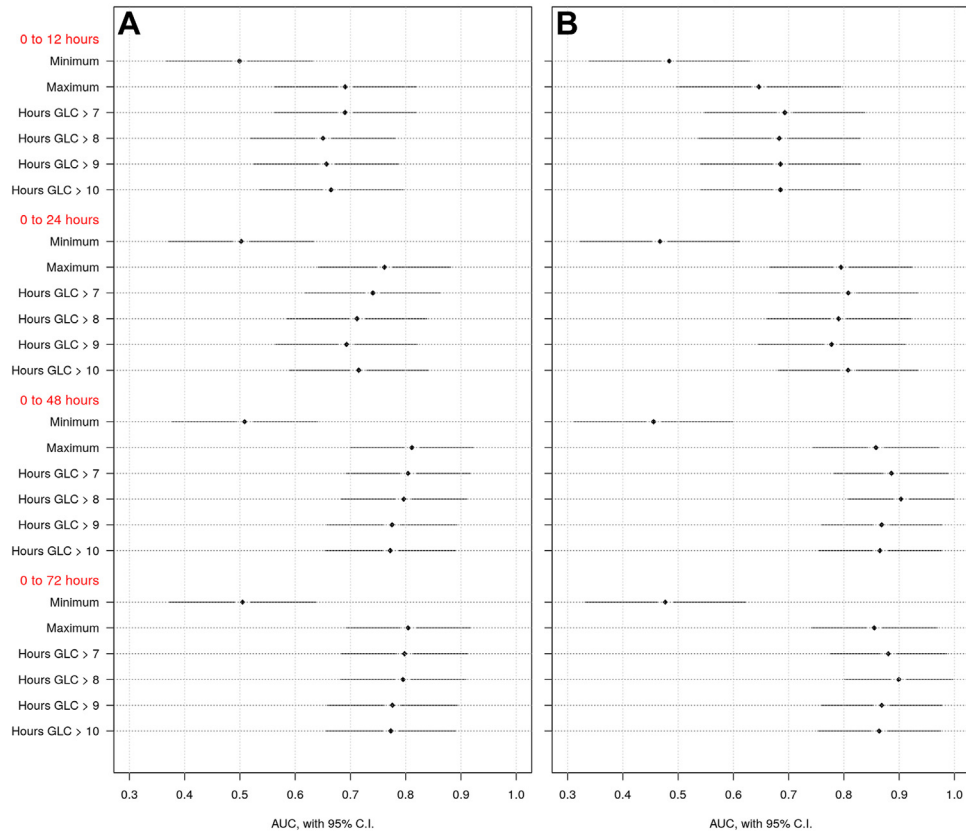 A
B
0 to 12 hours
Minimum
Maximum
Hours GLC > 7
Hours GLC > 8
Hours GLC > 9
Hours GLC > 10
0 to 24 hours
Minimum
Maximum
Hours GLC > 7
Hours GLC > 8
Hours GLC > 9
Hours GLC > 10
0 to 48 hours
Minimum
Maximum
Hours GLC > 7
Hours GLC > 8
Hours GLC > 9
Hours GLC > 10
0 to 72 hours
Minimum
Maximum
Hours GLC > 7
Hours GLC > 8
Hours GLC > 9
Hours GLC > 10
0.3 0.4 0.5 0.6 0.7 0.8 0.9 1.0
0.3 0.4 0.5 0.6 0.7 0.8 0.9 1.0
AUC, with 95% C.I.
AUC, with 95% C.I.